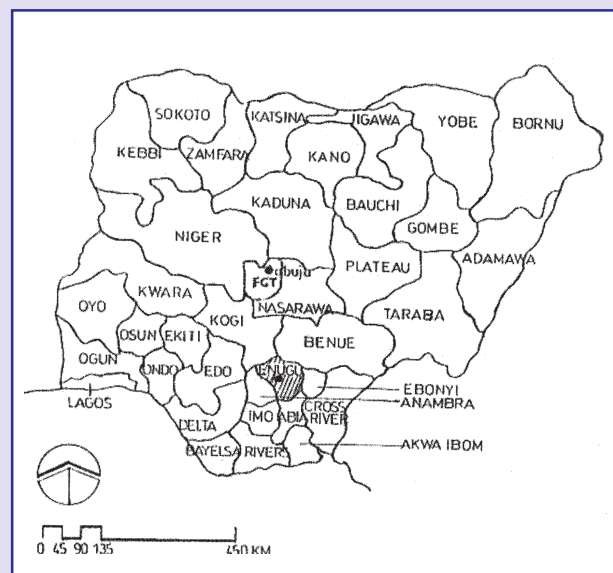 SOKOTO
KATSINA
JIGAWA
YOBE
BORNU
KEBBI
ZAMFARA
KANO
KADUNA
BAUCHI
GOMBE
NIGER
ADAMAWA
abuja
FCT
PLATEAU
KWARA
NASARAWA
OYO
KOGI
TARABA
OSUN
EKITI
BENUE
OGUN
ONDO
EDO
ENUGU
EBONYI
LAGOS
ANAMBRA
DELTA
IMO
ABIA
CROSS
RIVER
BAYELSA
RIVERS
AKWA IBOM
0 45 90 135 450 KM